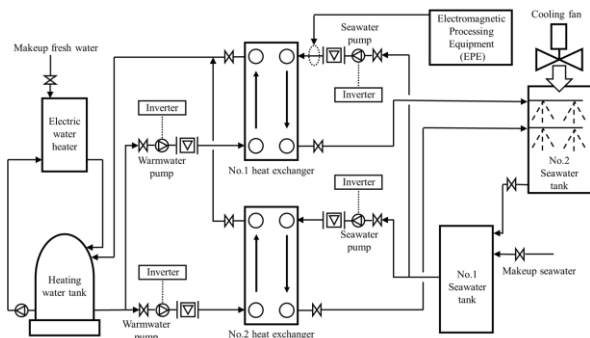 Makeup fresh water
Electric
water
heater
Heating
water tank
Inverter
Warmwater
pump
Inverter
Warmwater
pump
No.1 heat exchanger
No.2 heat exchanger
Seawater
pump
Inverter
Inverter
Seawater
pump
Electromagnetic
Processing
Equipment
(EPE)
Cooling fan
No.2
Seawater
tank
No.1
Seawater
tank
Makeup seawater